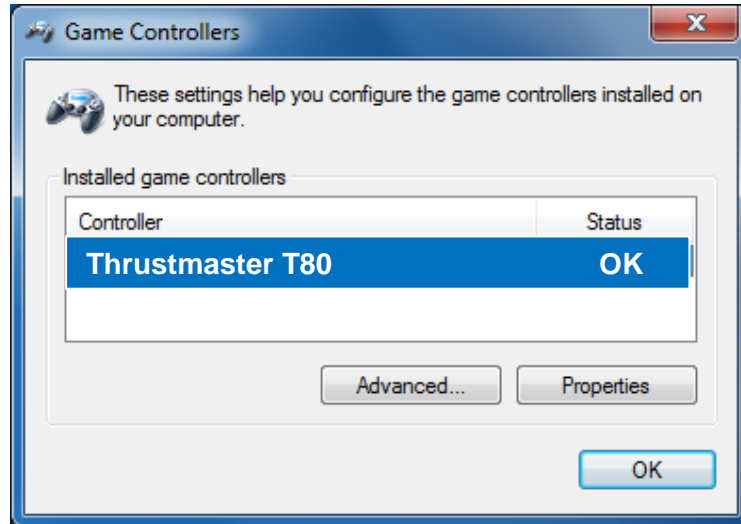 Game Controllers
These settings help you configure the game controllers installed on
your computer.
Installed game controllers
Controller Status
Thrustmaster T80 OK
Advanced... Properties
OK